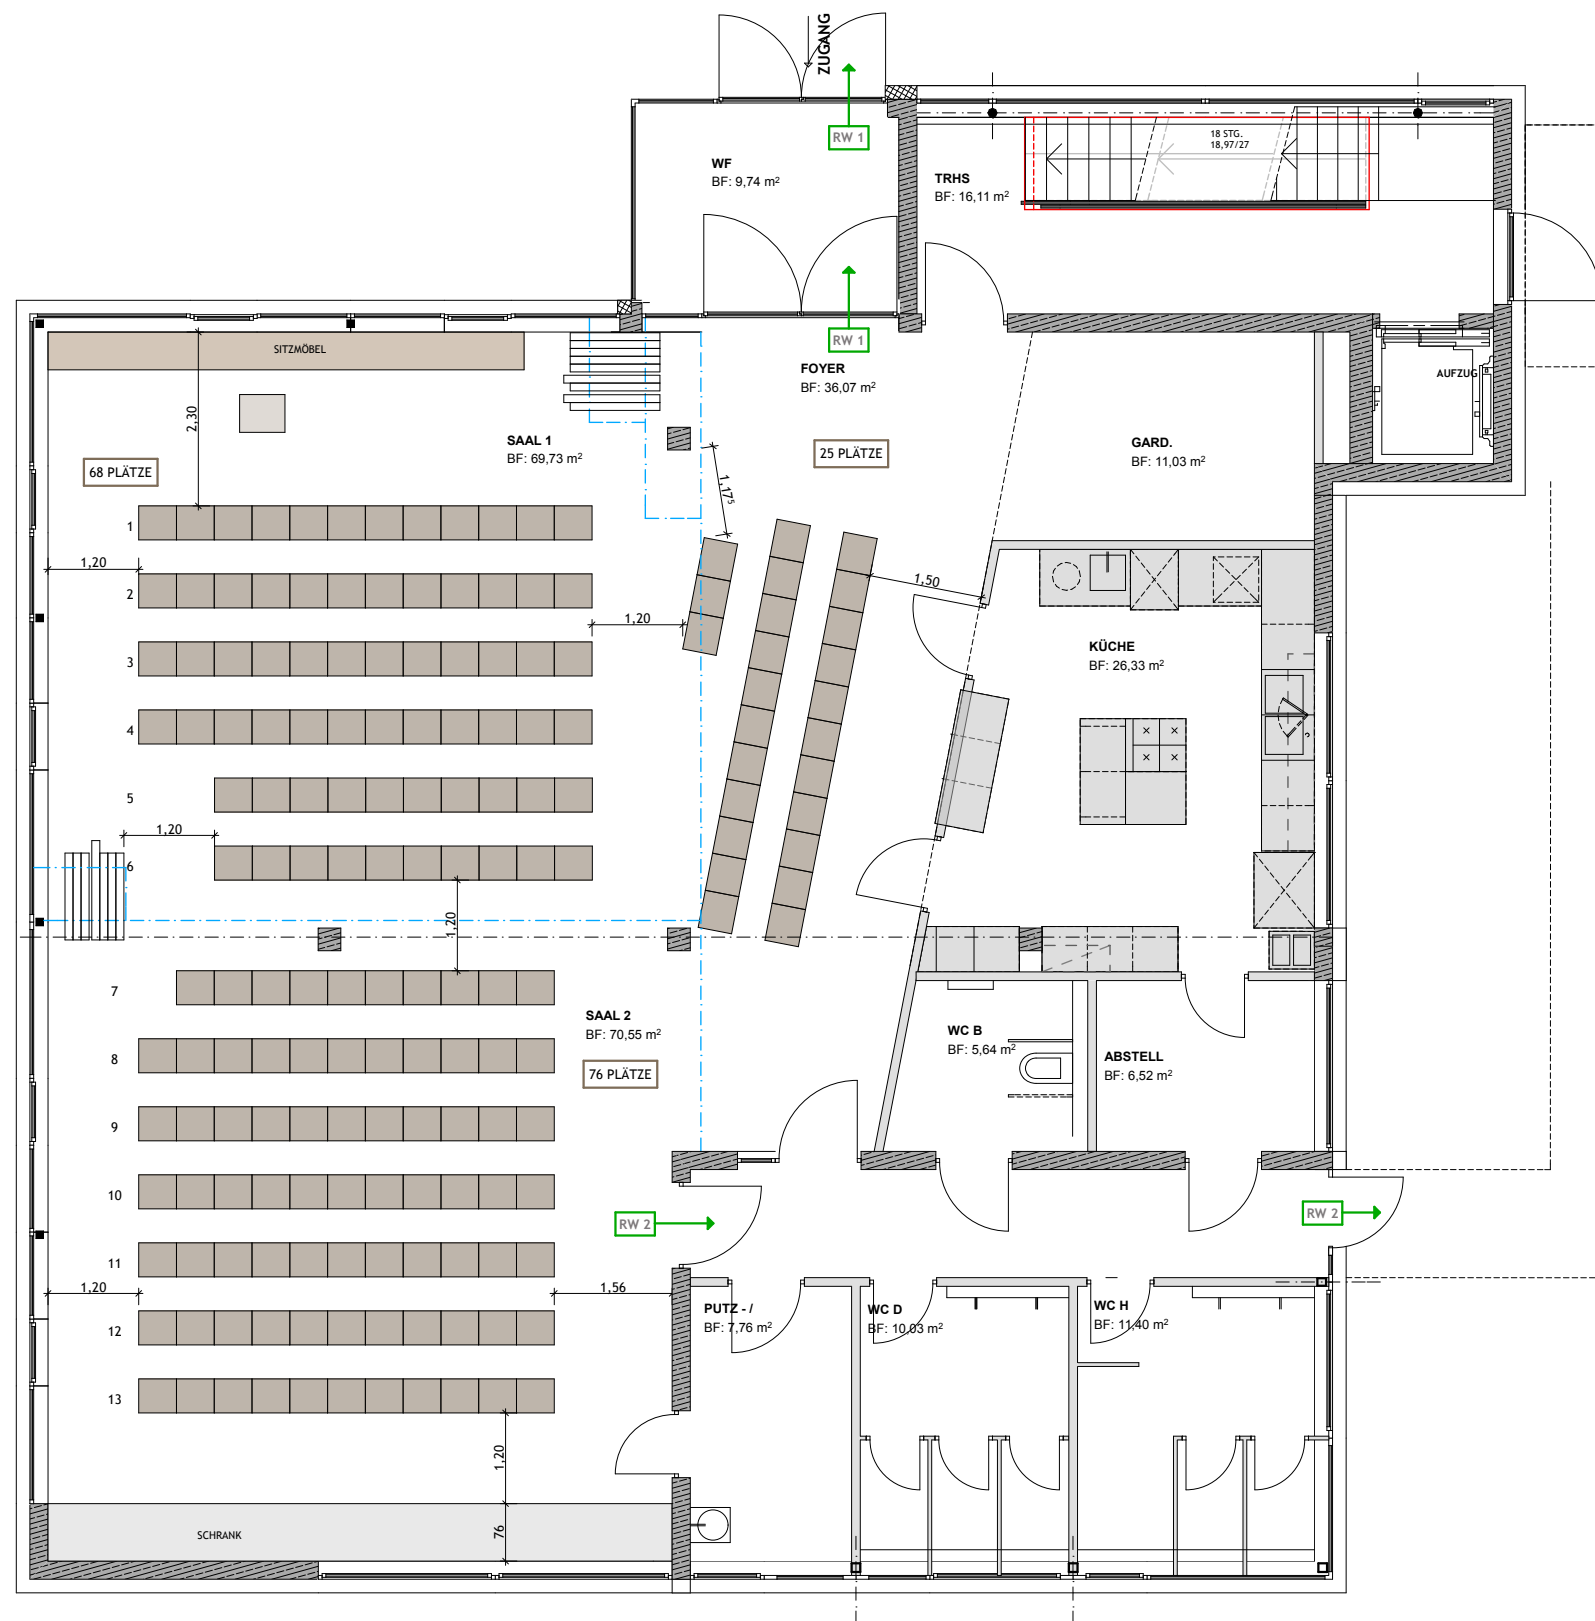 ZUGANG
RW 1
WF
BF: 9,74 m²
TRHS
BF: 16,11 m²
18 STG.
18,97/27
RW 1
SITZMÖBEL
FOYER
BF: 36,07 m²
AUFZUG
2,30
SAAL 1
BF: 69,73 m²
GARD.
BF: 11,03 m²
68 PLÄTZE
25 PLÄTZE
1,17⁵
1
1,20
2
1,50
1,20
3
KÜCHE
BF: 26,33 m²
4
5
1,20
6
1,20
7
SAAL 2
BF: 70,55 m²
WC B
BF: 5,64 m²
ABSTELL
BF: 6,52 m²
8
76 PLÄTZE
9
10
RW 2
RW 2
11
1,20
1,56
PUTZ - /
BF: 7,76 m²
WC D
BF: 10,03 m²
WC H
BF: 11,40 m²
12
13
1,20
SCHRANK
76